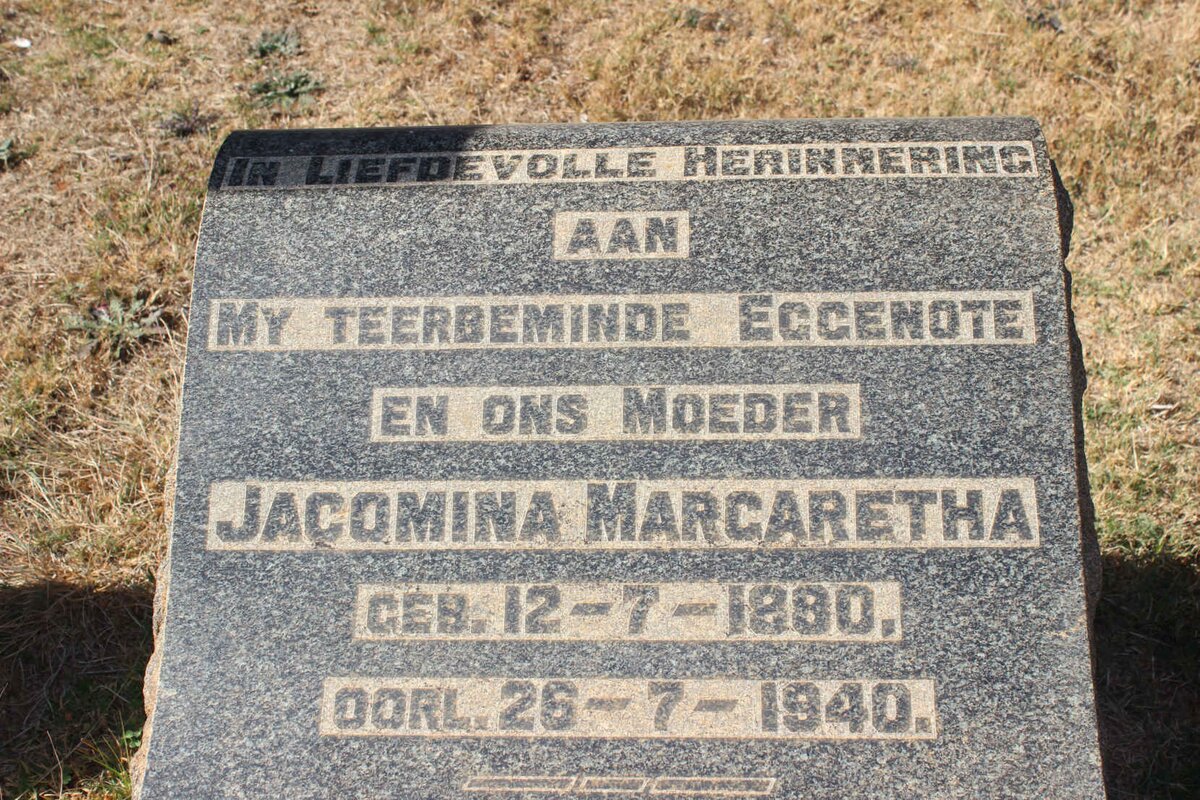 In Liefdevolle Herinnering
aan
My teerbeminde Eggenote
en ons Moeder
Jacomina Margaretha
geb. 12-7-1880.
oorl. 26-7-1940.